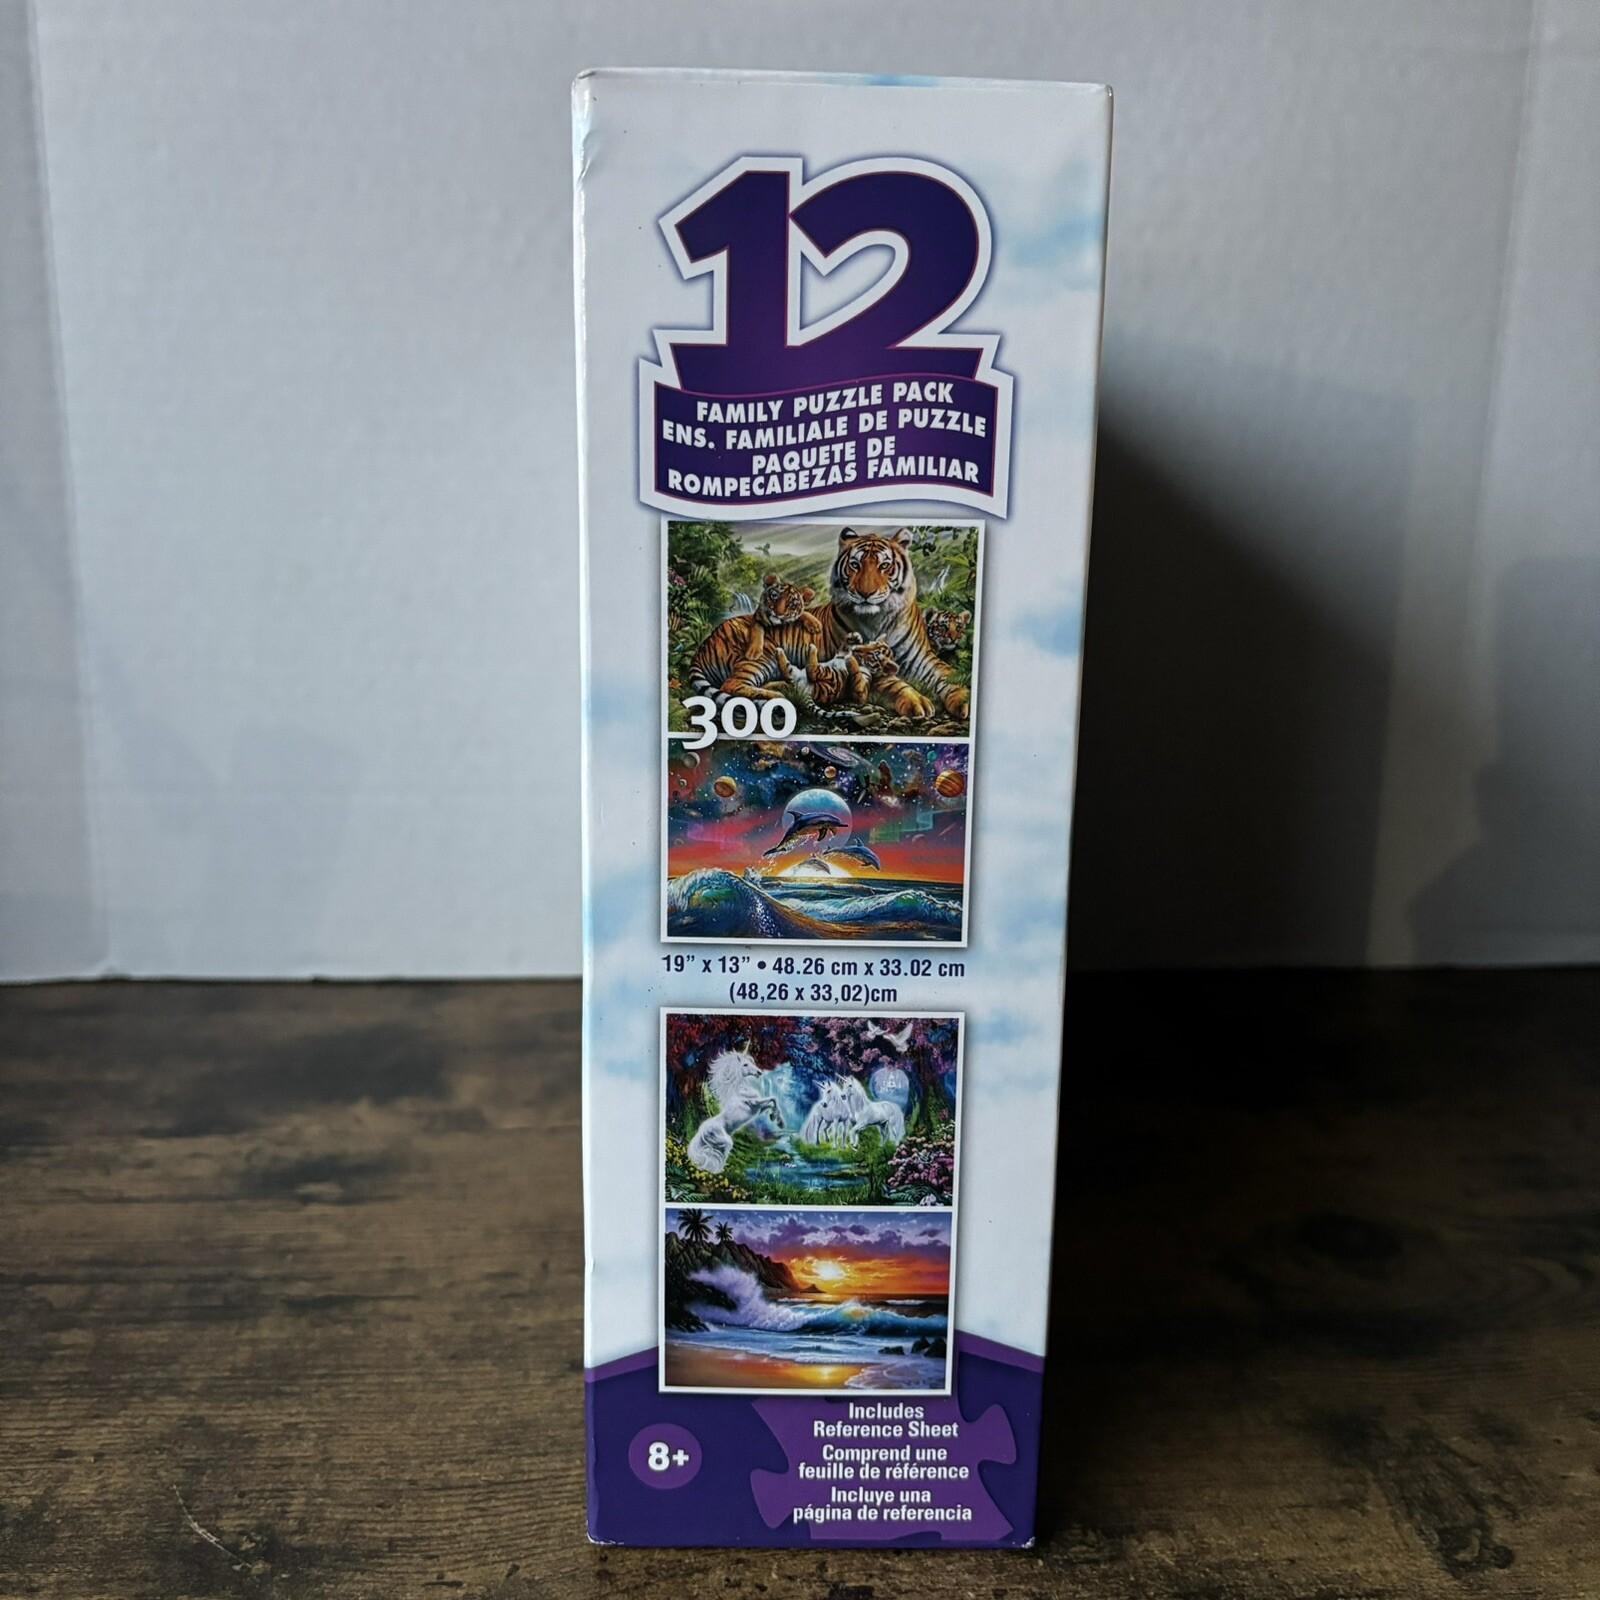 12
FAMILY PUZZLE PACK
ENS. FAMILIALE DE PUZZLE
PAQUETE DE
ROMPECABEZAS FAMILIAR
300
19” x 13” • 48.26 cm x 33.02 cm
(48,26 x 33,02)cm
8+
Includes
Reference Sheet
Comprend une
feuille de référence
Incluye una
página de referencia